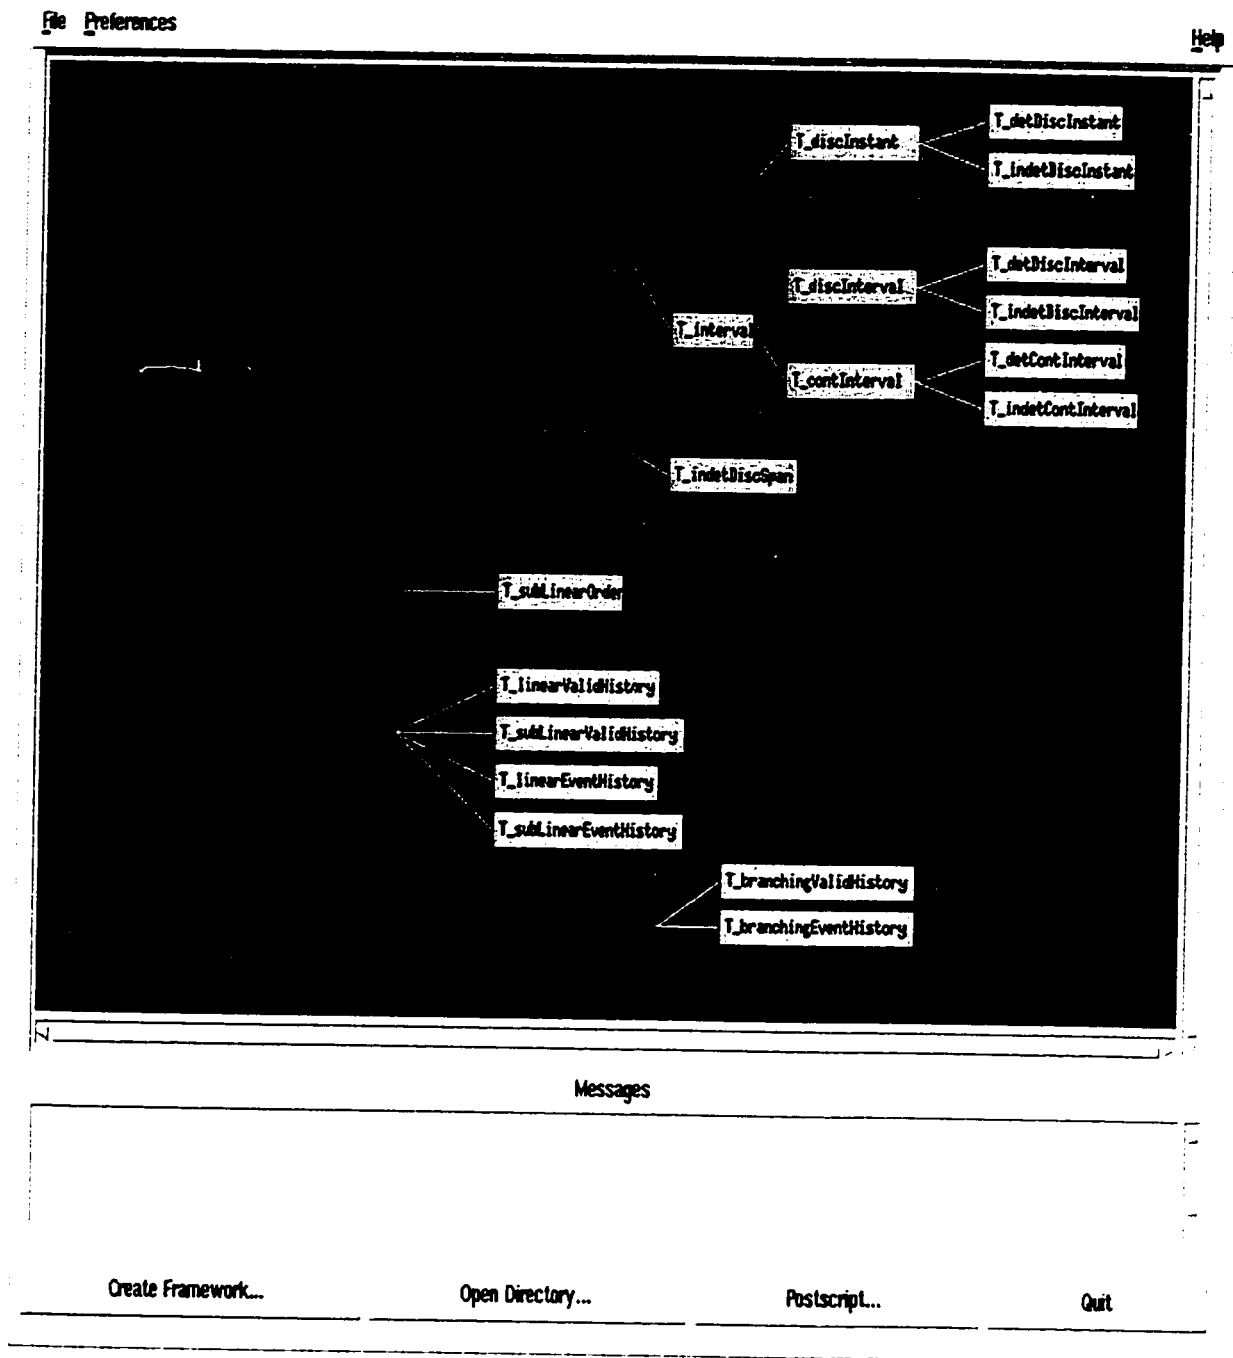 File Preferences
Help
T_detDiscInstant
T_discInstant
T_indetDiscInstant
T_detDiscInterval
T_discInterval
T_indetDiscInterval
T_interval
T_detContInterval
T_contInterval
T_indetContInterval
T_indetDiscSpan
T_subLinearOrder
T_linearValidHistory
T_subLinearValidHistory
T_linearEventHistory
T_subLinearEventHistory
T_branchingValidHistory
T_branchingEventHistory
Messages
Create Framework... Open Directory... Postscript... Quit